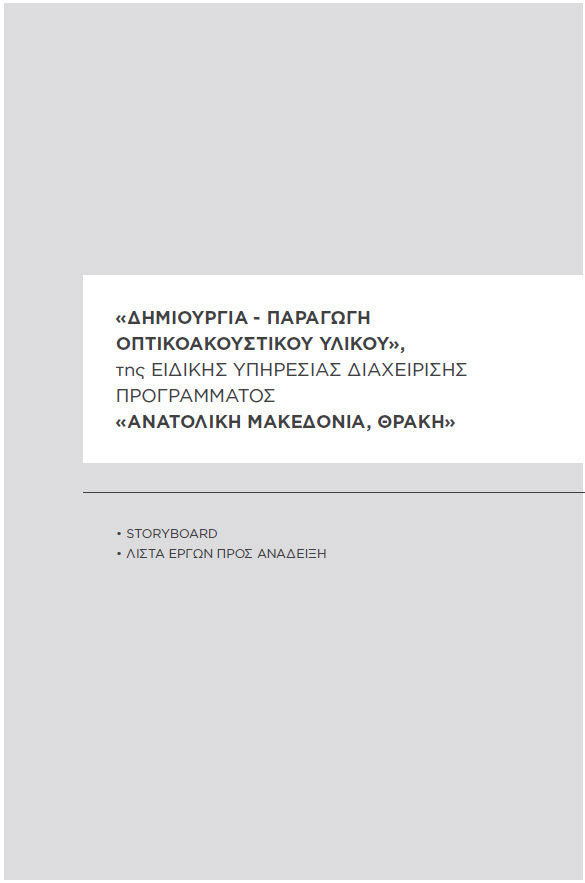 «ΔΗΜΙΟΥΡΓΙΑ - ΠΑΡΑΓΩΓΗ
ΟΠΤΙΚΟΑΚΟΥΣΤΙΚΟΥ ΥΛΙΚΟΥ»,
της ΕΙΔΙΚΗΣ ΥΠΗΡΕΣΙΑΣ ΔΙΑΧΕΙΡΙΣΗΣ
ΠΡΟΓΡΑΜΜΑΤΟΣ
«ΑΝΑΤΟΛΙΚΗ ΜΑΚΕΔΟΝΙΑ, ΘΡΑΚΗ»
• STORYBOARD
• ΛΙΣΤΑ ΕΡΓΩΝ ΠΡΟΣ ΑΝΑΔΕΙΞΗ